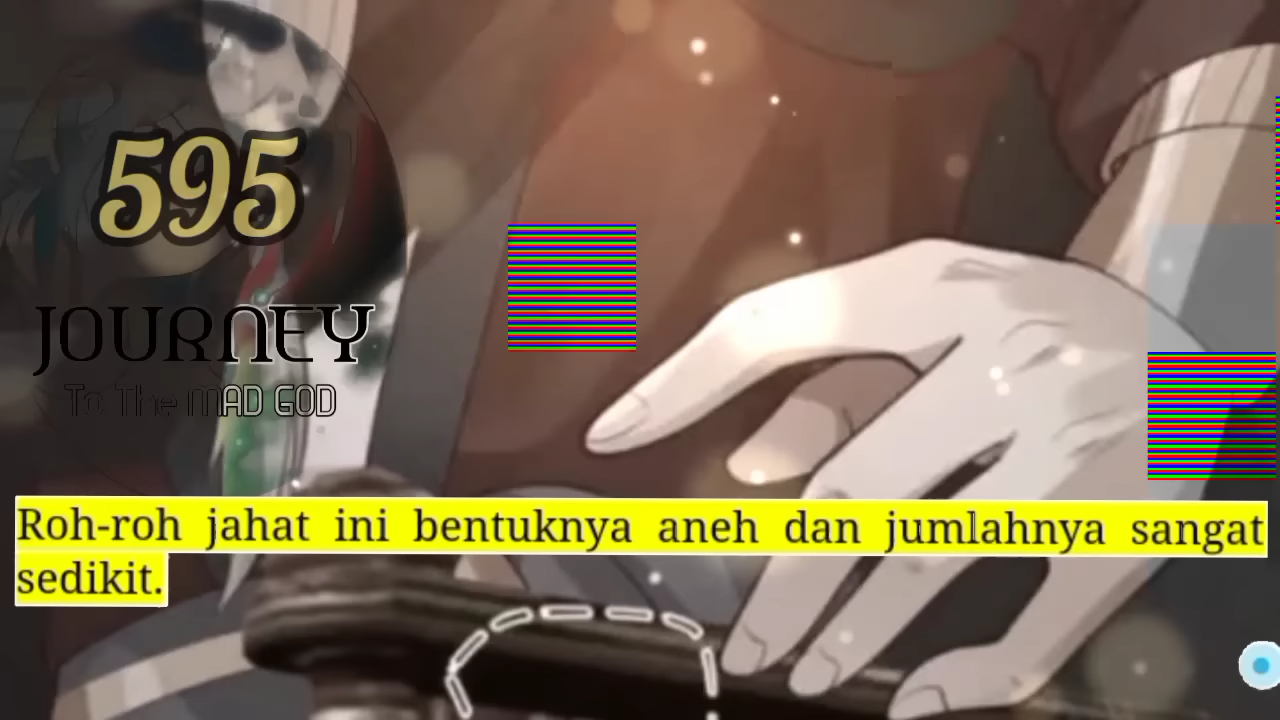 595
JOURNEY
To The MAD GOD
Roh-roh jahat ini bentuknya aneh dan jumlahnya sangat
sedikit.